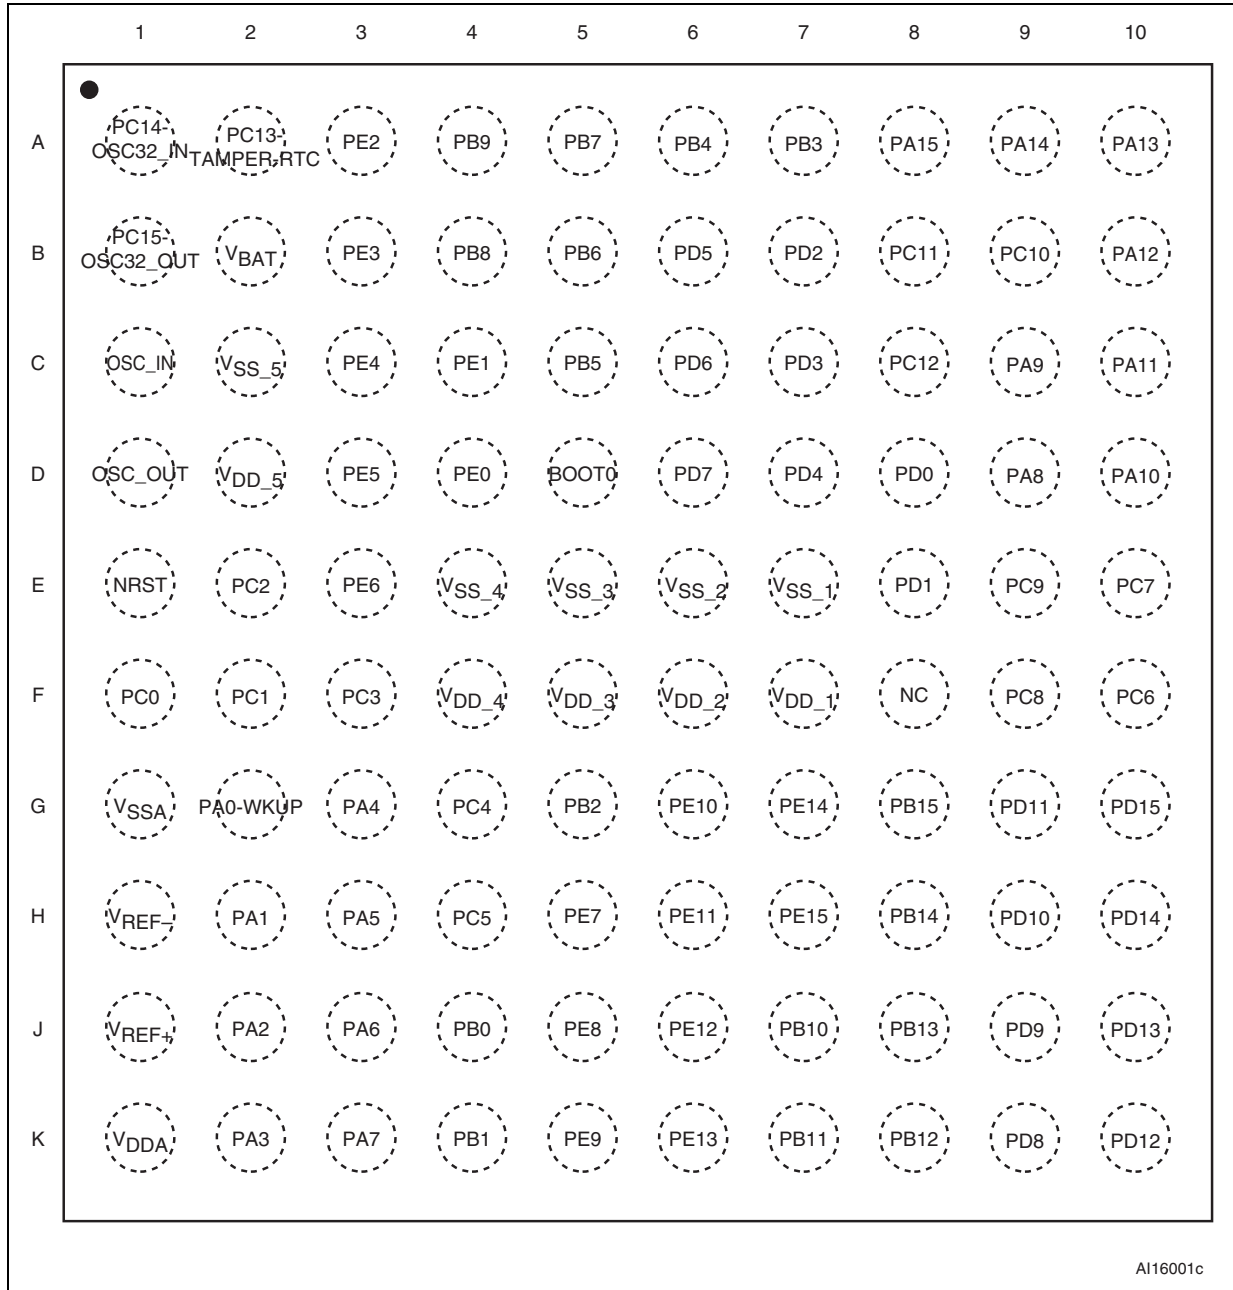 1 2 3 4 5 6 7 8 9 10
A PC14-OSC32_IN PC13-TAMPER-RTC PE2 PB9 PB7 PB4 PB3 PA15 PA14 PA13
B PC15-OSC32_OUT VBAT PE3 PB8 PB6 PD5 PD2 PC11 PC10 PA12
C OSC_IN VSS_5 PE4 PE1 PB5 PD6 PD3 PC12 PA9 PA11
D OSC_OUT VDD_5 PE5 PE0 BOOT0 PD7 PD4 PD0 PA8 PA10
E NRST PC2 PE6 VSS_4 VSS_3 VSS_2 VSS_1 PD1 PC9 PC7
F PC0 PC1 PC3 VDD_4 VDD_3 VDD_2 VDD_1 NC PC8 PC6
G VSSA PA0-WKUP PA4 PC4 PB2 PE10 PE14 PB15 PD11 PD15
H VREF– PA1 PA5 PC5 PE7 PE11 PE15 PB14 PD10 PD14
J VREF+ PA2 PA6 PB0 PE8 PE12 PB10 PB13 PD9 PD13
K VDDA PA3 PA7 PB1 PE9 PE13 PB11 PB12 PD8 PD12
AI16001c